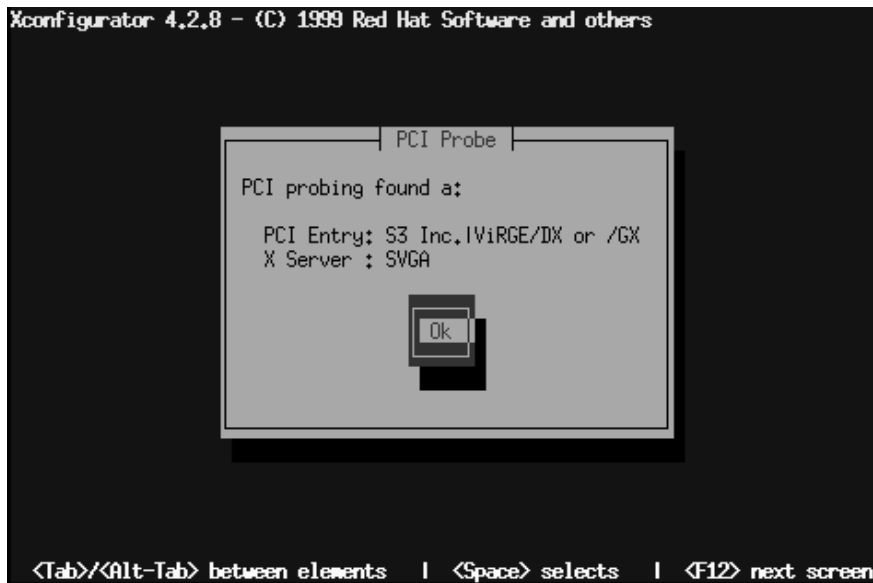 Xconfigurator 4.2.8 - (C) 1999 Red Hat Software and others
PCI Probe
PCI probing found a:
PCI Entry: S3 Inc.|ViRGE/DX or /GX
X Server : SVGA
Ok
<Tab>/<Alt-Tab> between elements | <Space> selects | <F12> next screen